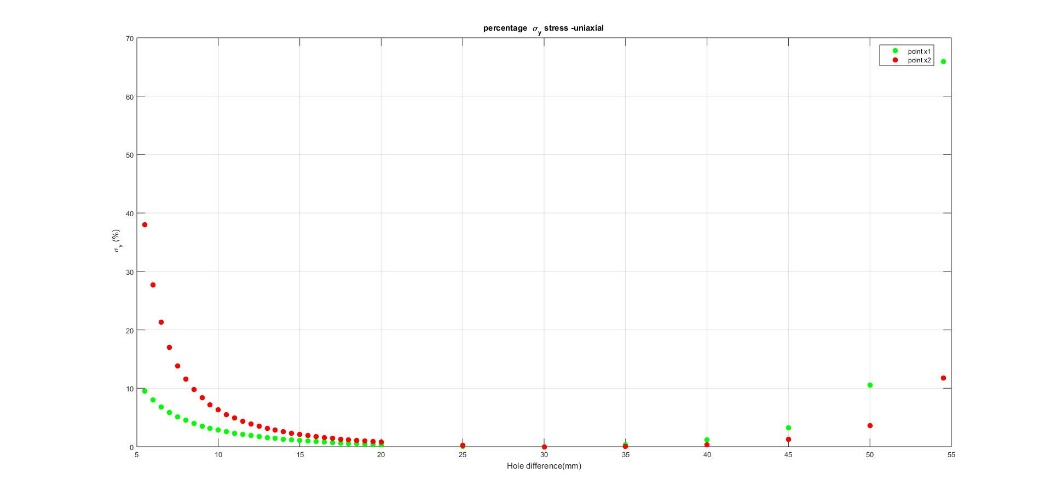 percentage σy stress -uniaxial
70
60
50
40
30
20
10
0
σy (%)
point x1
point x2
5 10 15 20 25 30 35 40 45 50 55
Hole difference(mm)